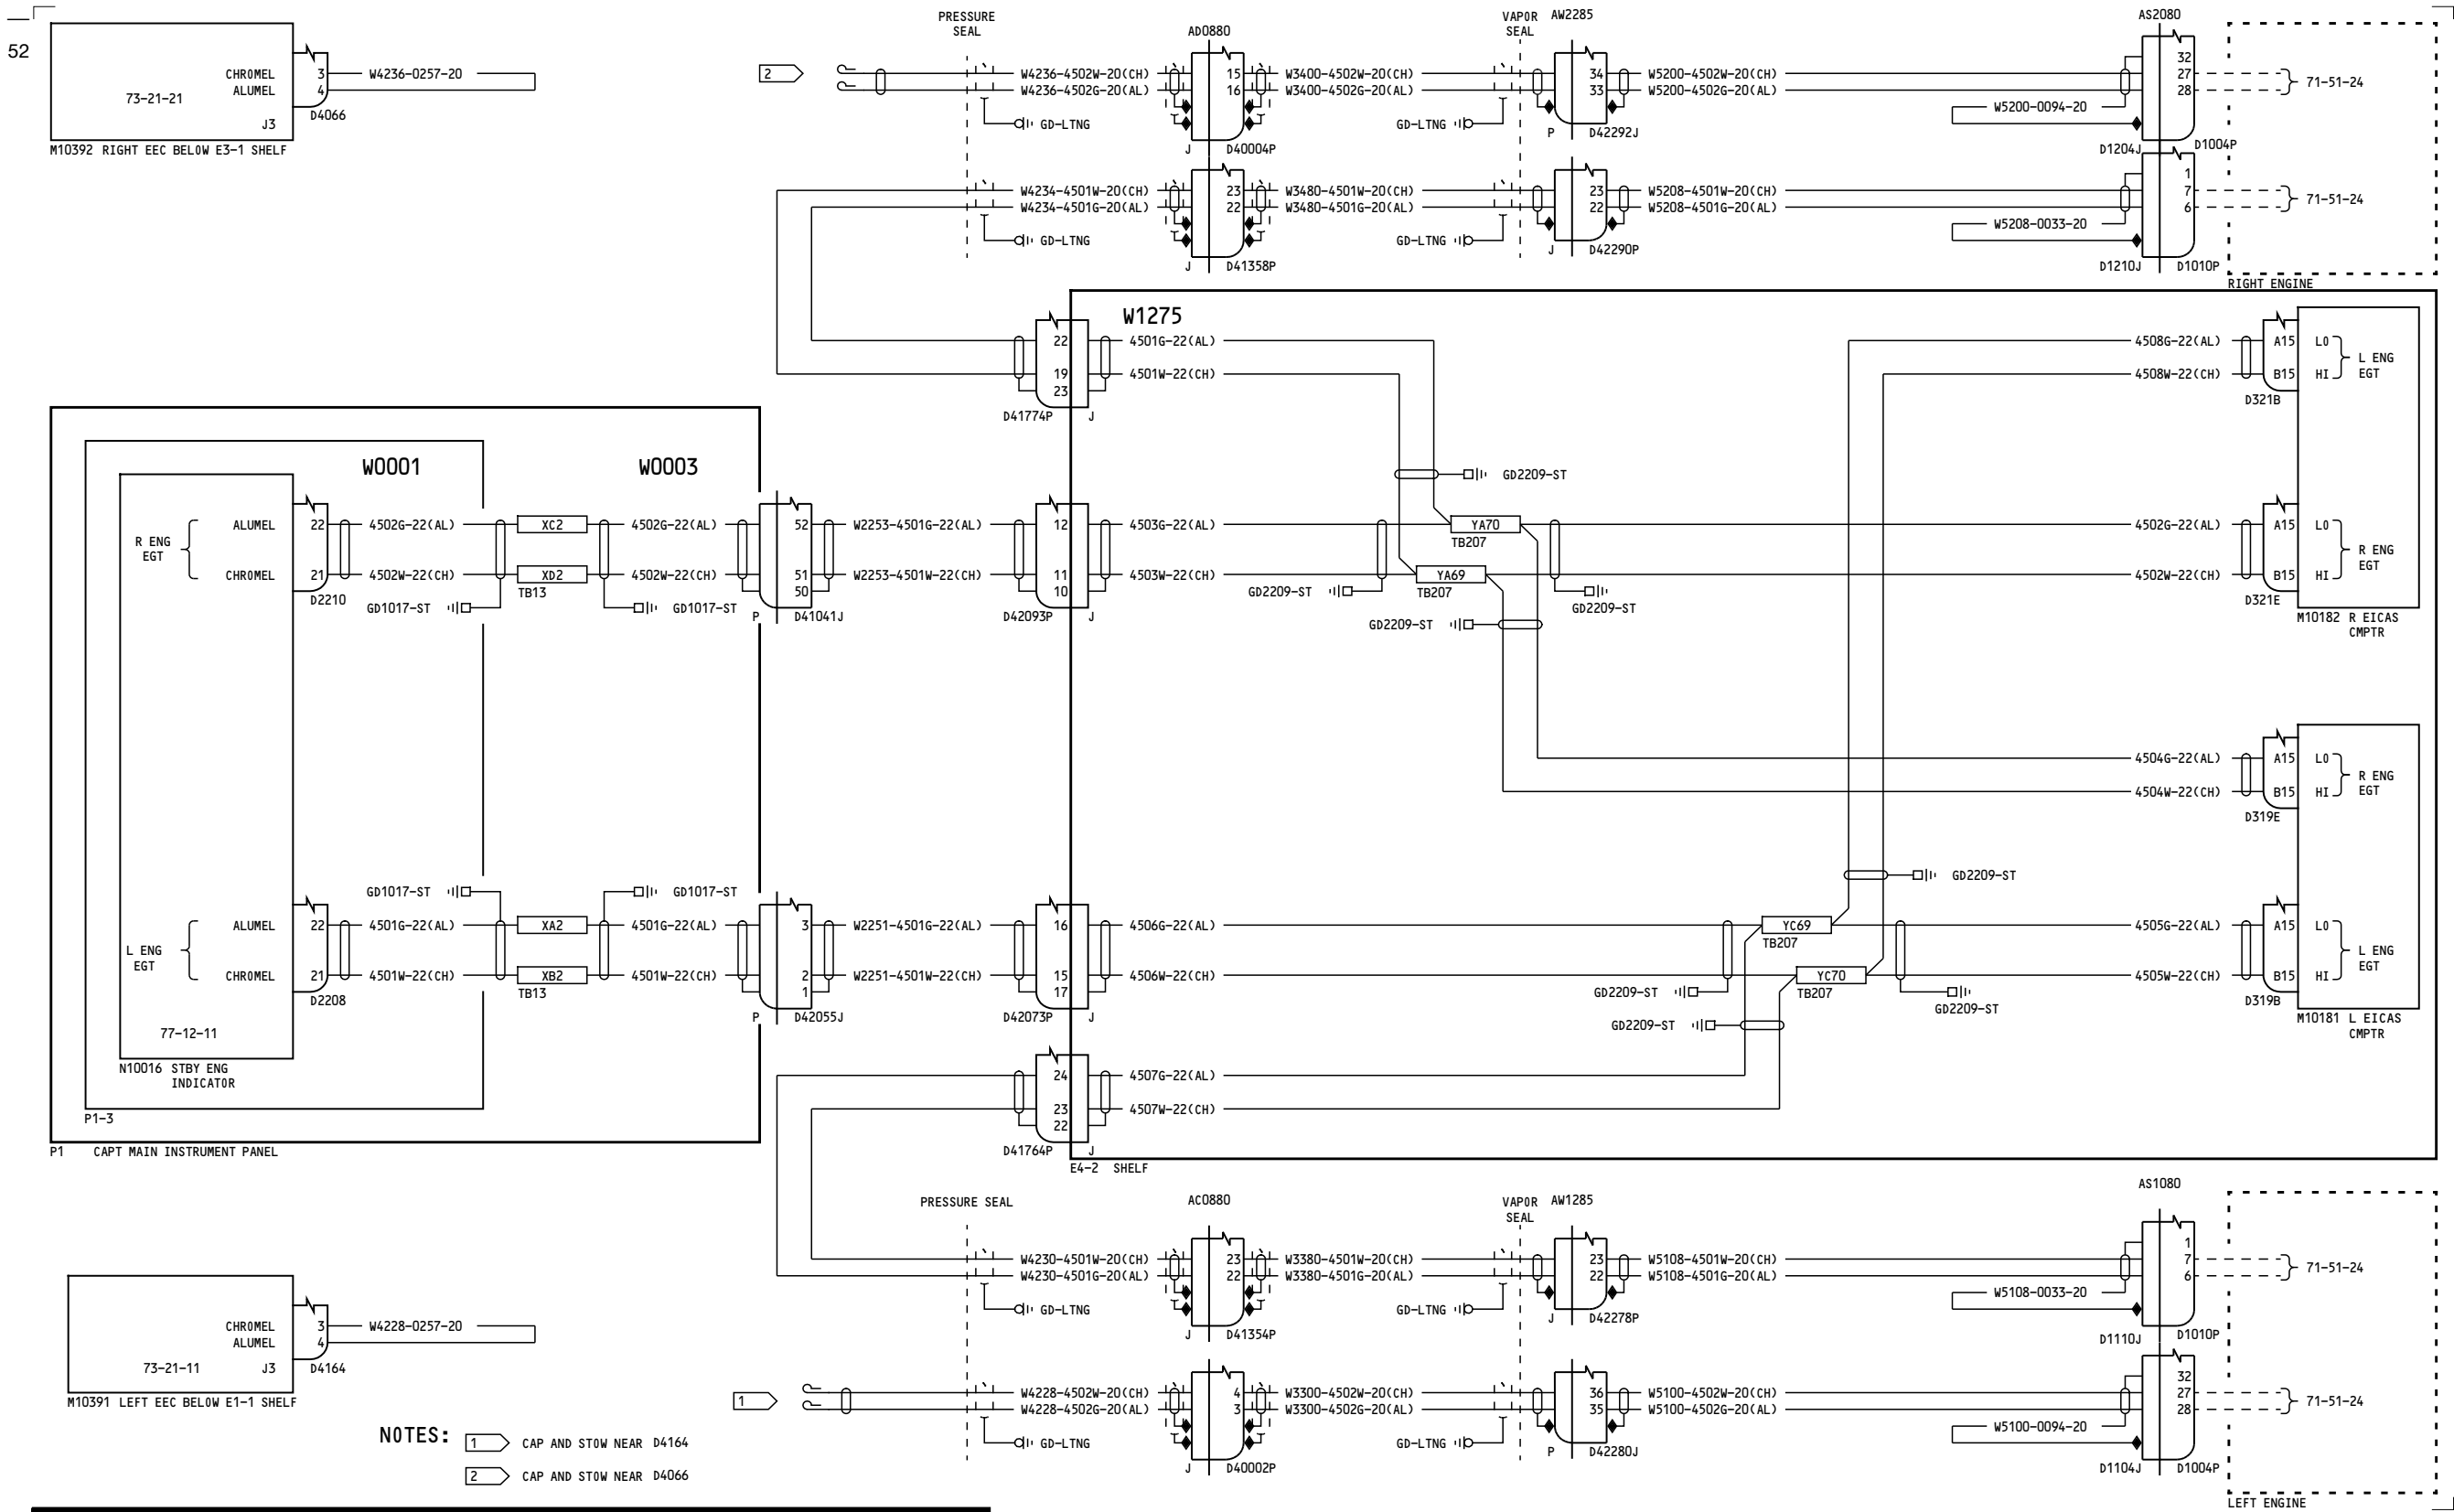 52
CHROMEL 3 W4236-0257-20
ALUMEL 4
73-21-21
J3
D4066
M10392 RIGHT EEC BELOW E3-1 SHELF
2
PRESSURE
SEAL
AD0880
VAPOR
SEAL
AW2285
AS2080
W4236-4502W-20(CH) 15 W3400-4502W-20(CH) 34 W5200-4502W-20(CH) 32
W4236-4502G-20(AL) 16 W3400-4502G-20(AL) 33 W5200-4502G-20(AL) 27
28
71-51-24
W5200-0094-20
GD-LTNG
GD-LTNG
P D42292J
J D40004P
D1204J D1004P
W4234-4501W-20(CH) 23 W3480-4501W-20(CH) 23 W5208-4501W-20(CH) 1
W4234-4501G-20(AL) 22 W3480-4501G-20(AL) 22 W5208-4501G-20(AL) 7
6
71-51-24
W5208-0033-20
GD-LTNG
GD-LTNG
J D42290P
J D41358P
D1210J D1010P
RIGHT ENGINE
W1275
22 4501G-22(AL)
19 4501W-22(CH)
23
D41774P J
4508G-22(AL) A15 LO
4508W-22(CH) B15 HI
L ENG
EGT
D321B
W0001
W0003
R ENG
EGT
ALUMEL 22 4502G-22(AL) XC2 4502G-22(AL) 52 W2253-4501G-22(AL) 12 4503G-22(AL) YA70 4502G-22(AL) A15 LO
TB207
CHROMEL 21 4502W-22(CH) XD2 4502W-22(CH) 51 W2253-4501W-22(CH) 11 4503W-22(CH) YA69 4502W-22(CH) B15 HI
50 10
R ENG
EGT
D2210
TB13
TB207
GD1017-ST
GD1017-ST
P D41041J
D42093P J
GD2209-ST
GD2209-ST
GD2209-ST
GD2209-ST
D321E
M10182 R EICAS
CMPTR
4504G-22(AL) A15 LO
4504W-22(CH) B15 HI
R ENG
EGT
D319E
GD1017-ST
GD1017-ST
GD2209-ST
L ENG
EGT
ALUMEL 22 4501G-22(AL) XA2 4501G-22(AL) 3 W2251-4501G-22(AL) 16 4506G-22(AL) YC69 4505G-22(AL) A15 LO
TB207
CHROMEL 21 4501W-22(CH) XB2 4501W-22(CH) 2 W2251-4501W-22(CH) 15 4506W-22(CH) YC70 4505W-22(CH) B15 HI
1 17
L ENG
EGT
D2208
TB13
TB207
P D42055J
D42073P J
GD2209-ST
GD2209-ST
GD2209-ST
D319B
M10181 L EICAS
CMPTR
77-12-11
N10016 STBY ENG
INDICATOR
P1-3
P1 CAPT MAIN INSTRUMENT PANEL
24 4507G-22(AL)
23 4507W-22(CH)
22
D41764P J
E4-2 SHELF
PRESSURE SEAL
AC0880
VAPOR
SEAL
AW1285
AS1080
W4230-4501W-20(CH) 23 W3380-4501W-20(CH) 23 W5108-4501W-20(CH) 1
W4230-4501G-20(AL) 22 W3380-4501G-20(AL) 22 W5108-4501G-20(AL) 7
6
71-51-24
W5108-0033-20
GD-LTNG
GD-LTNG
J D42278P
J D41354P
D1110J D1010P
CHROMEL 3 W4228-0257-20
ALUMEL 4
73-21-11 J3 D4164
M10391 LEFT EEC BELOW E1-1 SHELF
1
W4228-4502W-20(CH) 4 W3300-4502W-20(CH) 36 W5100-4502W-20(CH) 32
W4228-4502G-20(AL) 3 W3300-4502G-20(AL) 35 W5100-4502G-20(AL) 27
28
71-51-24
W5100-0094-20
GD-LTNG
GD-LTNG
P D42280J
J D40002P
D1104J D1004P
LEFT ENGINE
NOTES:
1 CAP AND STOW NEAR D4164
2 CAP AND STOW NEAR D4066